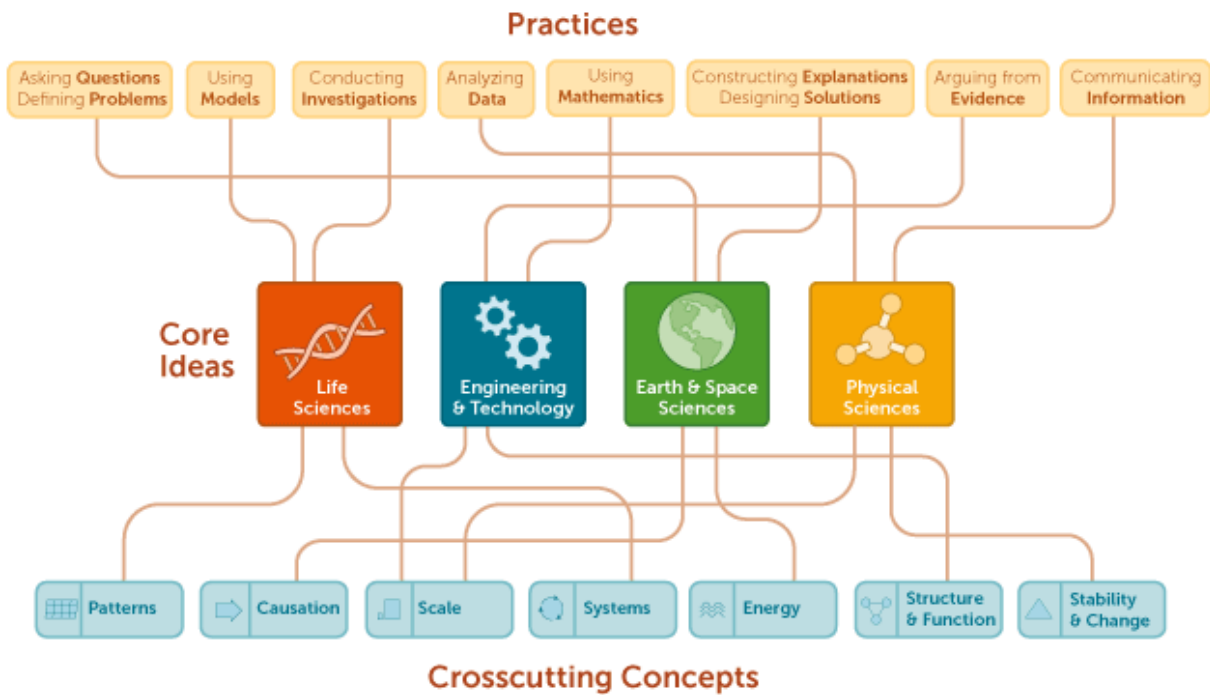 Practices
Asking Questions
Defining Problems
Using
Models
Conducting
Investigations
Analyzing
Data
Using
Mathematics
Constructing Explanations
Designing Solutions
Arguing from
Evidence
Communicating
Information
Core
Ideas
Life
Sciences
Engineering
& Technology
Earth & Space
Sciences
Physical
Sciences
Patterns
Causation
Scale
Systems
Energy
Structure
& Function
Stability
& Change
Crosscutting Concepts